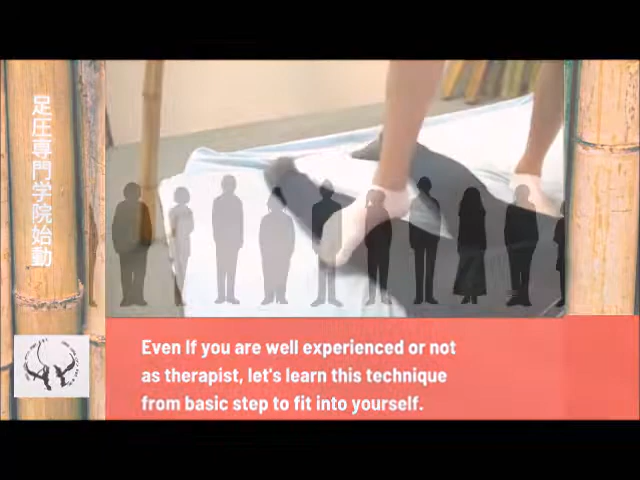 足圧専門学院始動
Even If you are well experienced or not
as therapist, let's learn this technique
from basic step to fit into yourself.